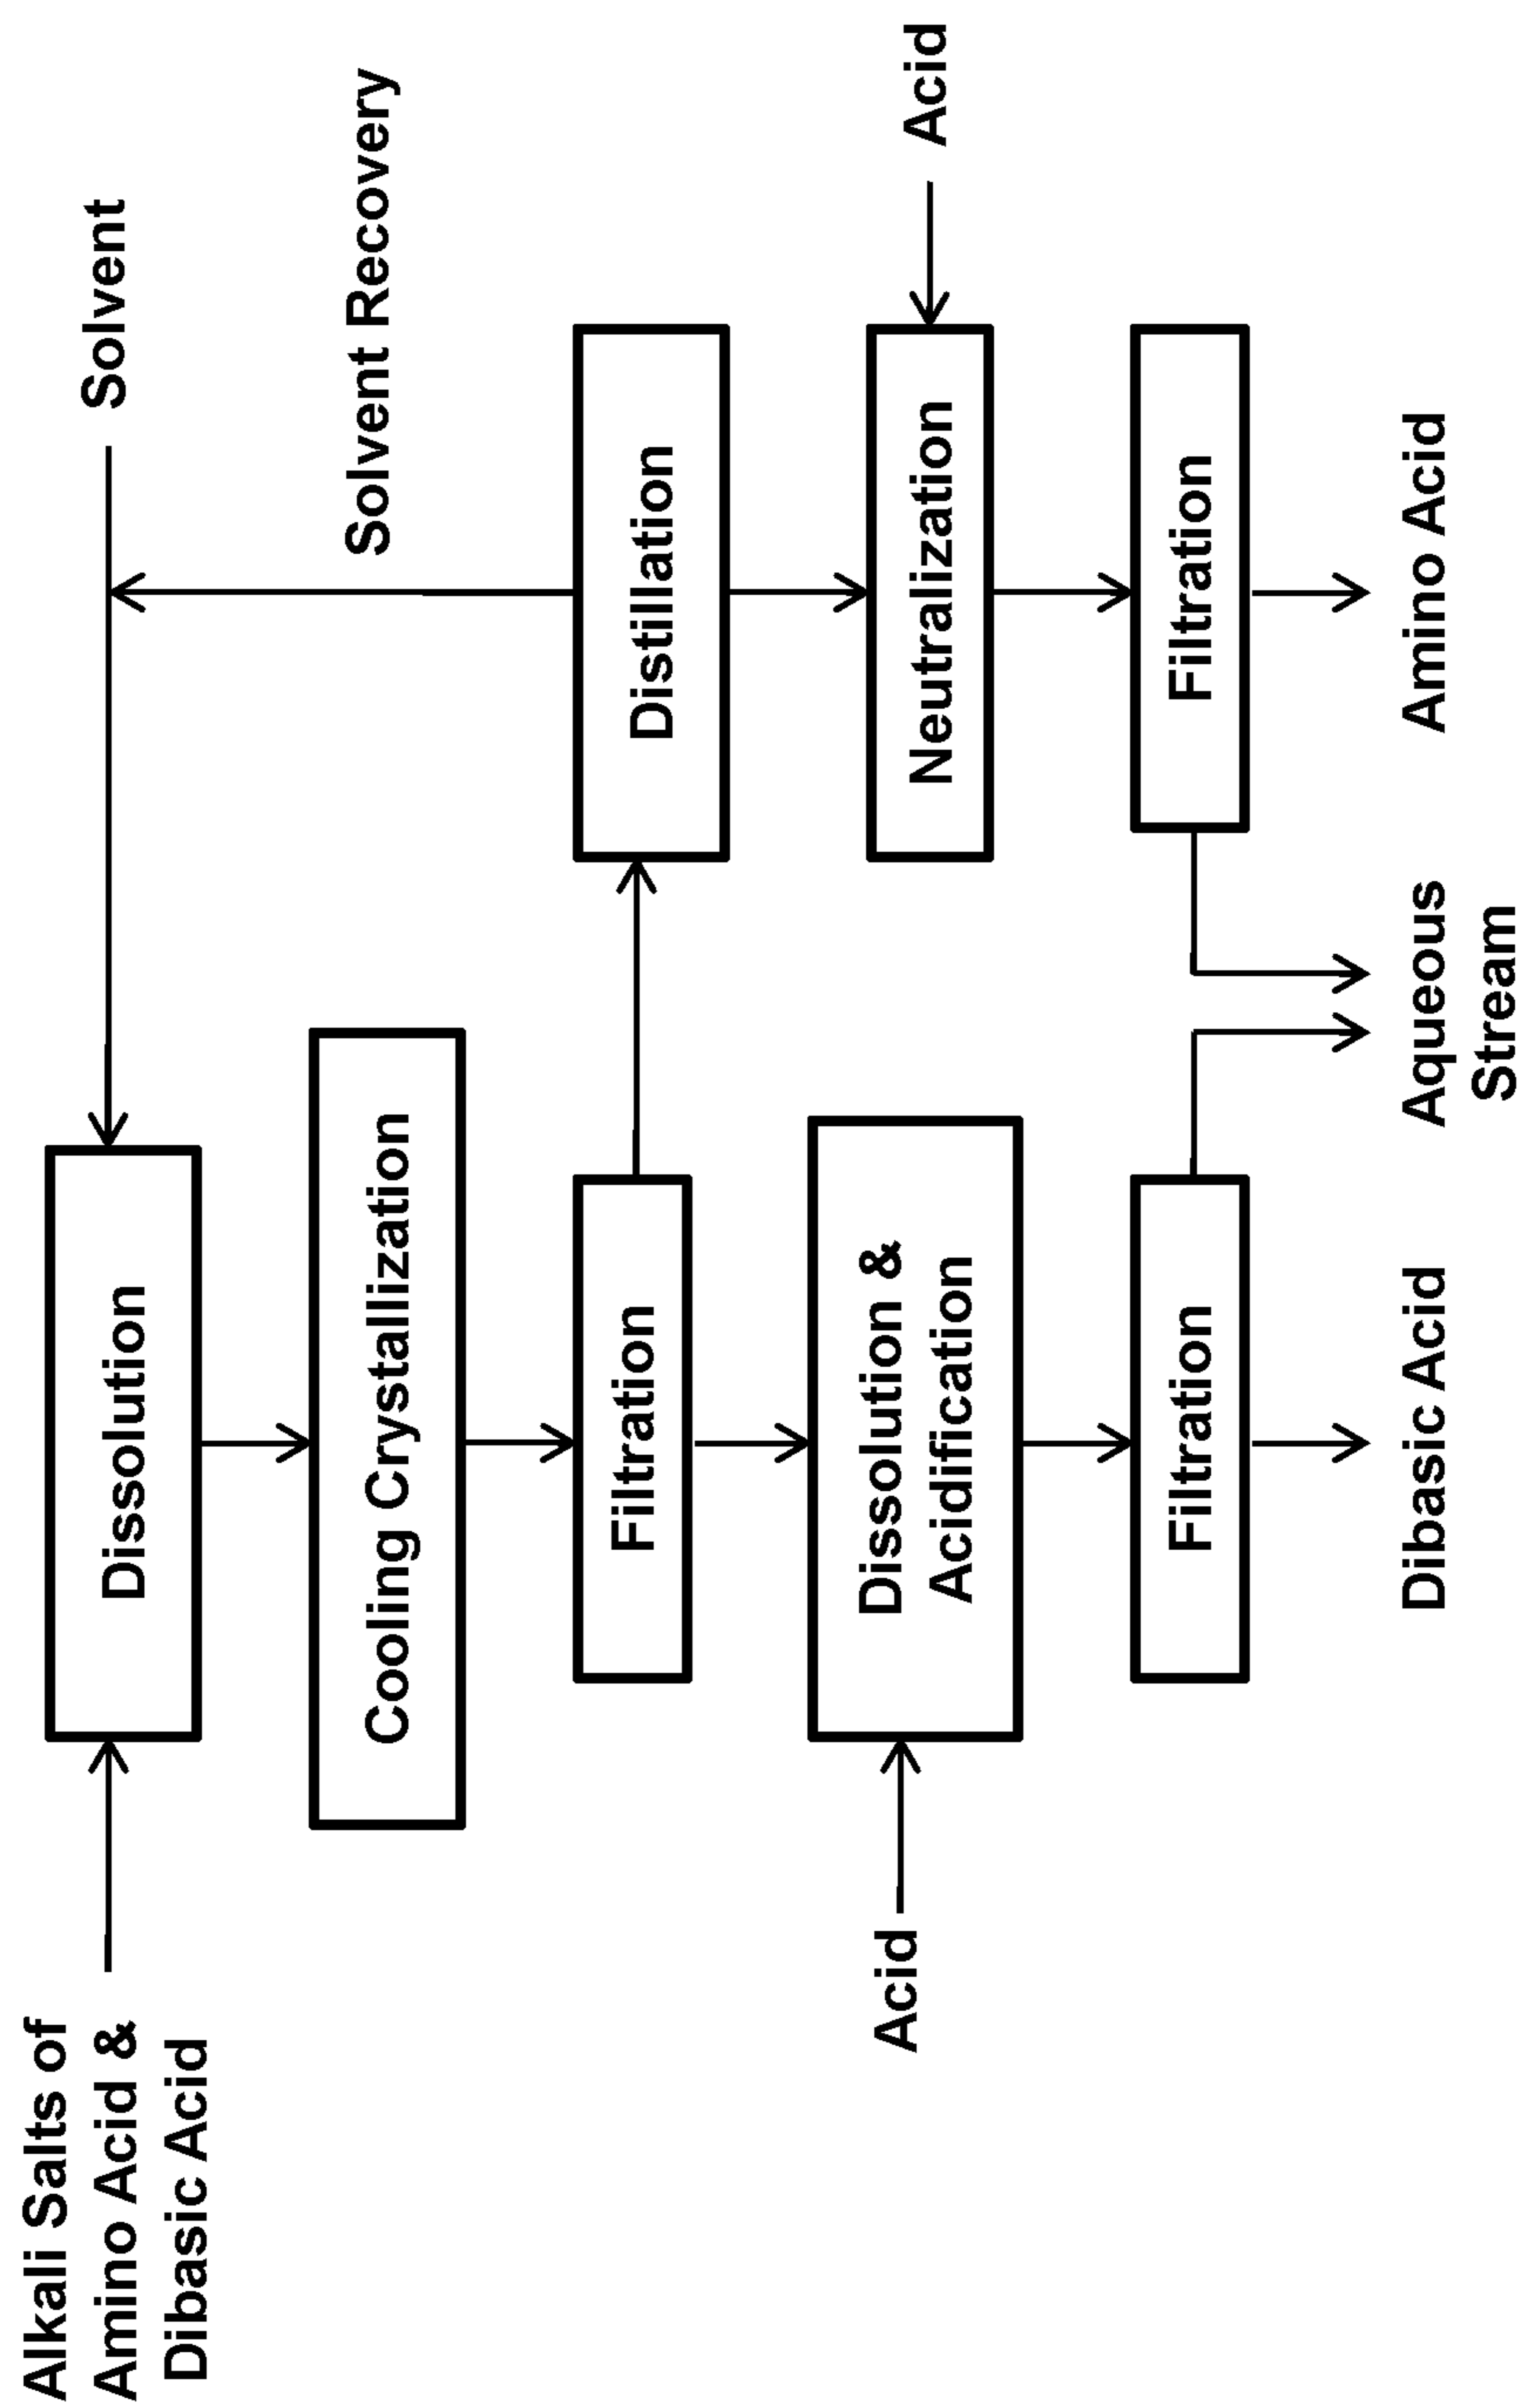 Alkali Salts of
Amino Acid &
Dibasic Acid
Dissolution
Solvent
Cooling Crystallization
Solvent Recovery
Filtration
Distillation
Acid
Dissolution &
Acidification
Neutralization
Acid
Filtration
Filtration
Dibasic Acid
Aqueous
Stream
Amino Acid